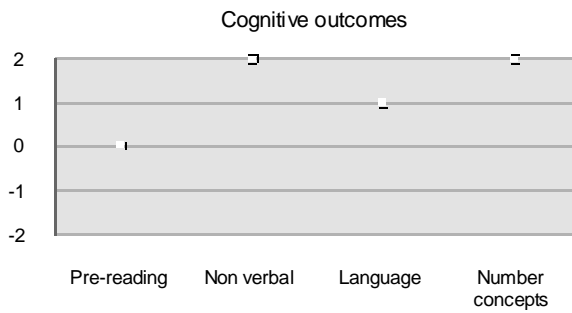 Cognitive outcomes
2
1
0
-1
-2
Pre-reading
Non verbal
Language
Number
concepts